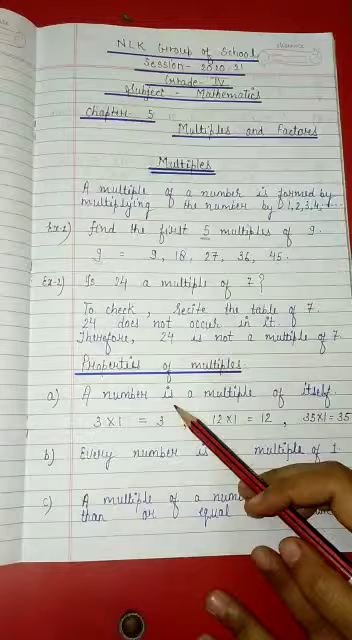 NLK Group of School
Session - 2020-21
Grade - IV
Subject - Mathematics
Chapter - 5
Multiples and Factors
Multiples
A multiple of a number is formed by
multiplying the number by 1,2,3,4,....
Ex-1) Find the first 5 multiples of 9.
9 = 9, 18, 27, 36, 45.
Ex-2) Is 24 a multiple of 7?
To check, recite the table of 7.
24 does not occur in it.
Therefore, 24 is not a multiple of 7.
Properties of multiples
a) A number is a multiple of itself.
3 × 1 = 3 12 × 1 = 12, 35×1 = 35
b) Every number is multiple of 1.
c) A multiple of a
than or equal